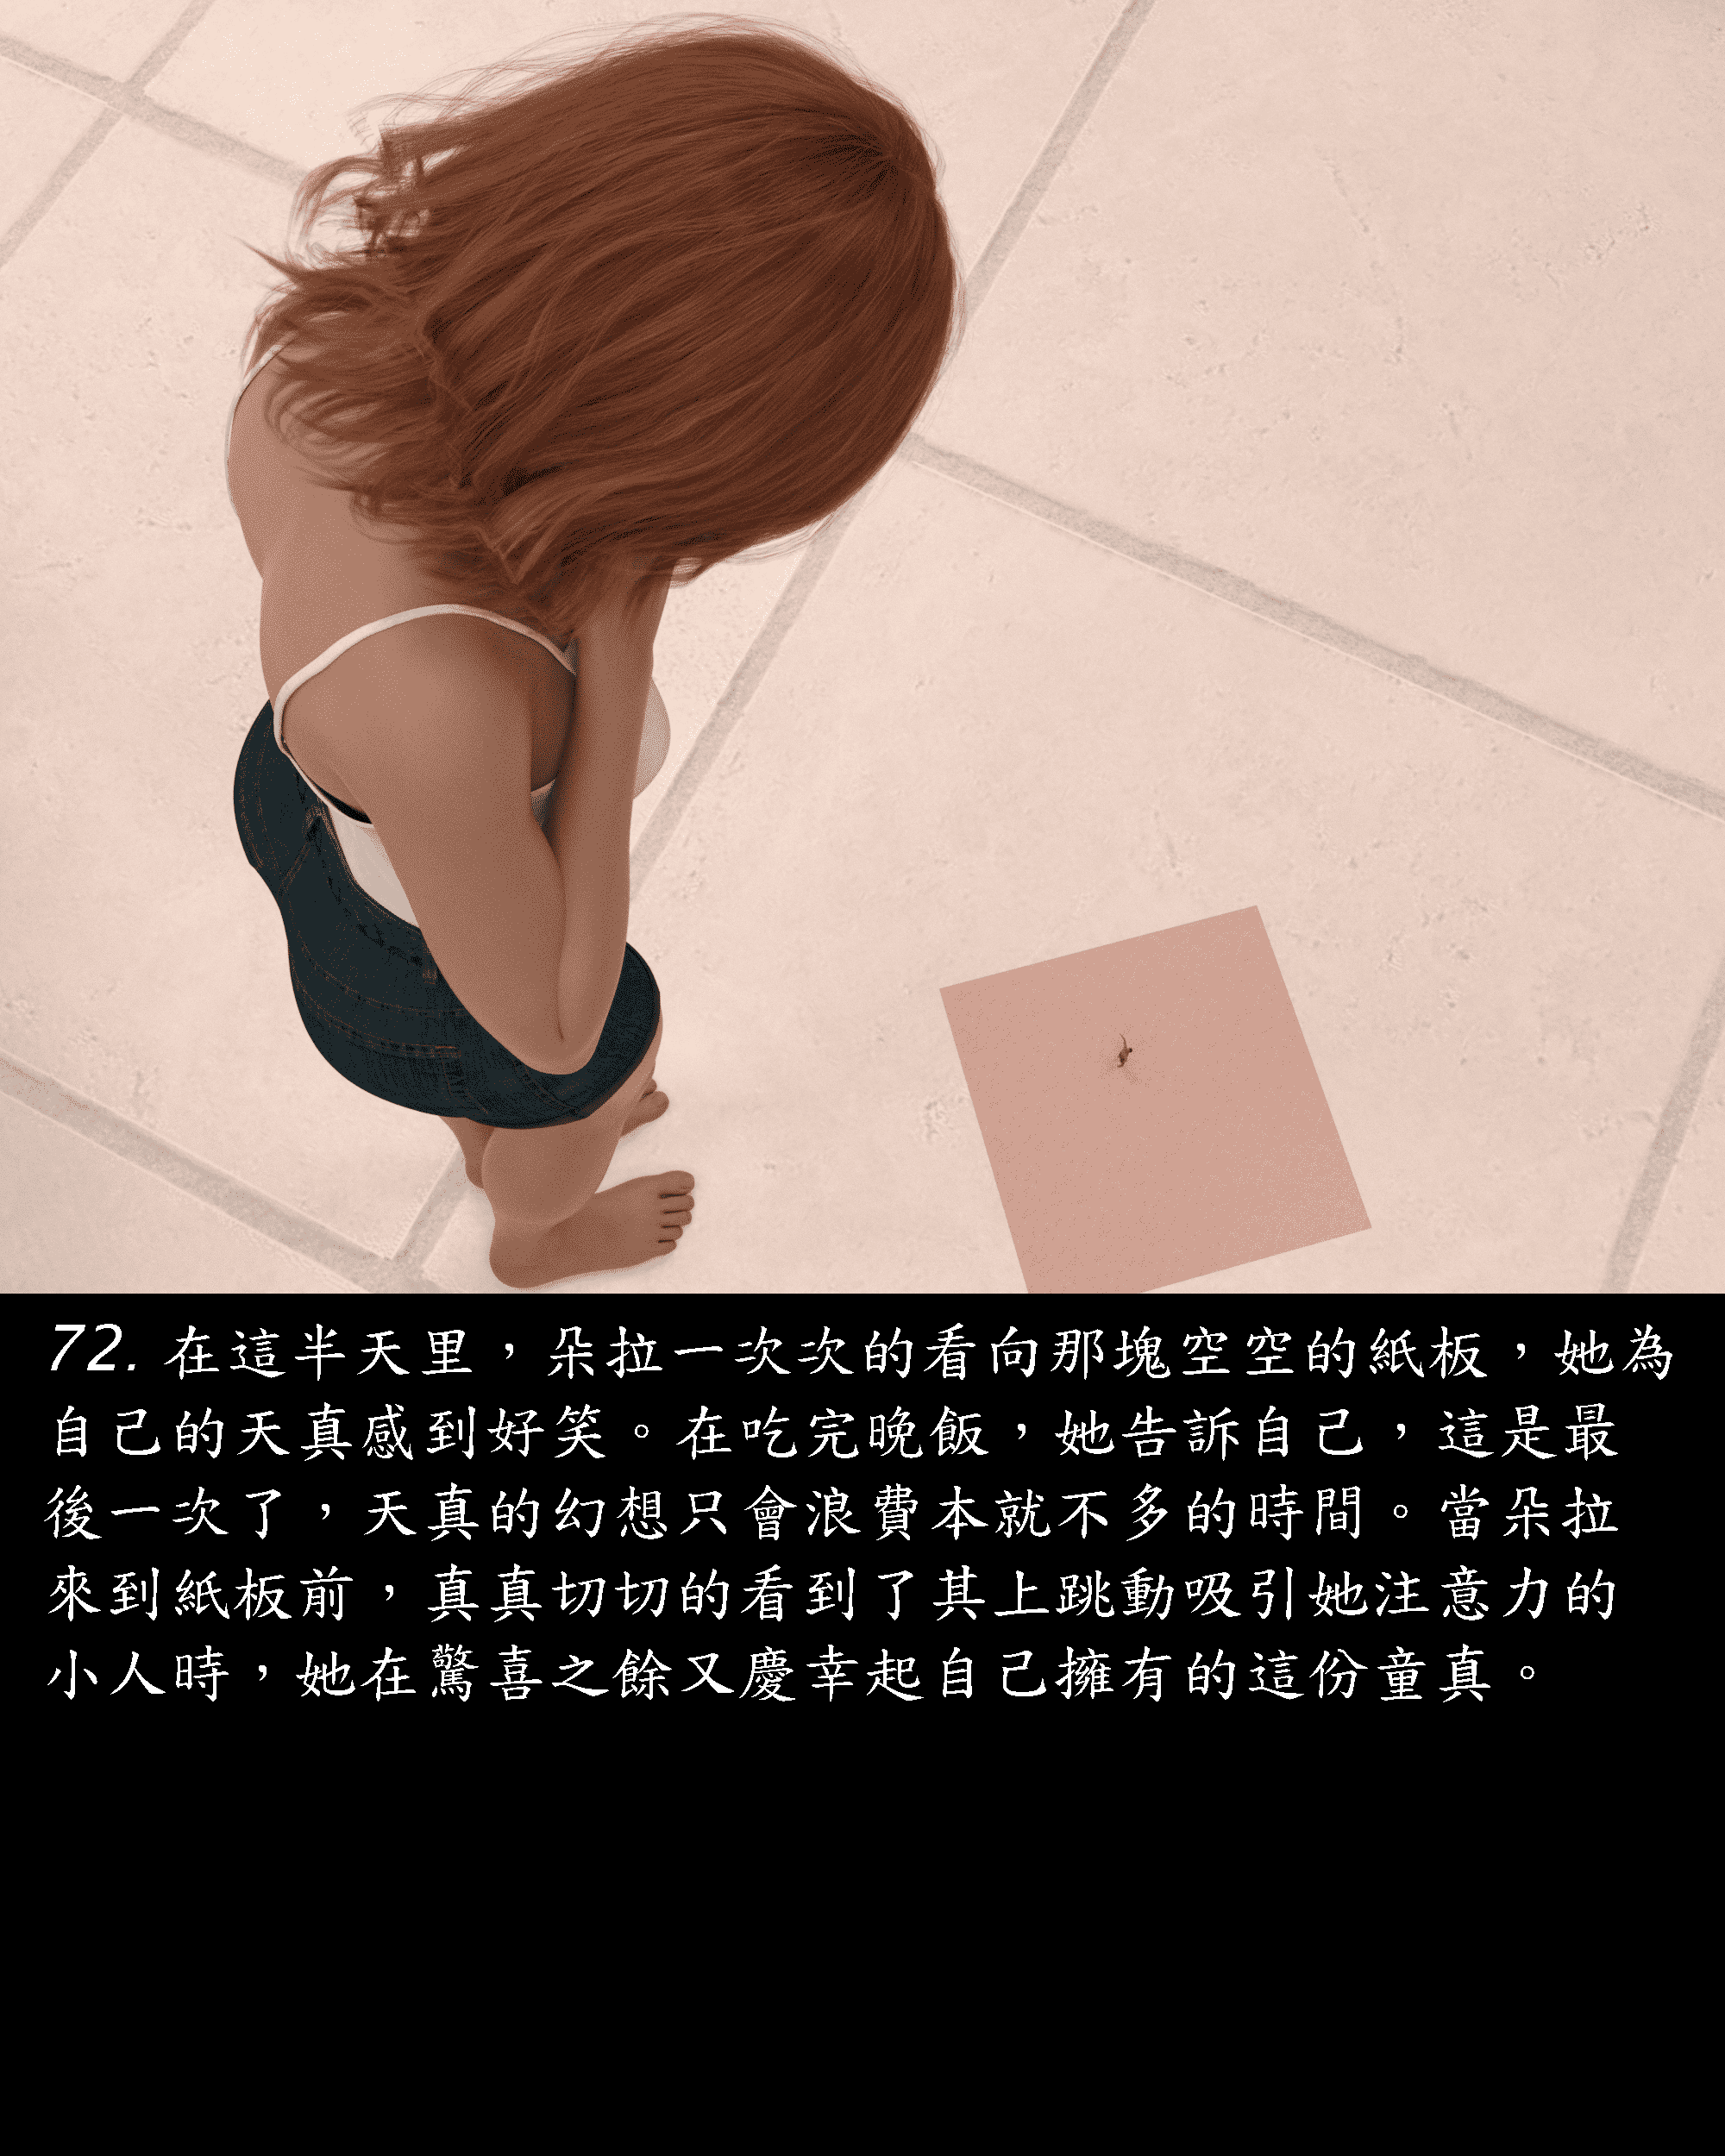 72. 在這半天里，朵拉一次次的看向那塊空空的紙板，她為
自己的天真感到好笑。在吃完晚飯，她告訴自己，這是最
後一次了，天真的幻想只會浪費本就不多的時間。當朵拉
來到紙板前，真真切切的看到了其上跳動吸引她注意力的
小人時，她在驚喜之餘又慶幸起自己擁有的這份童真。